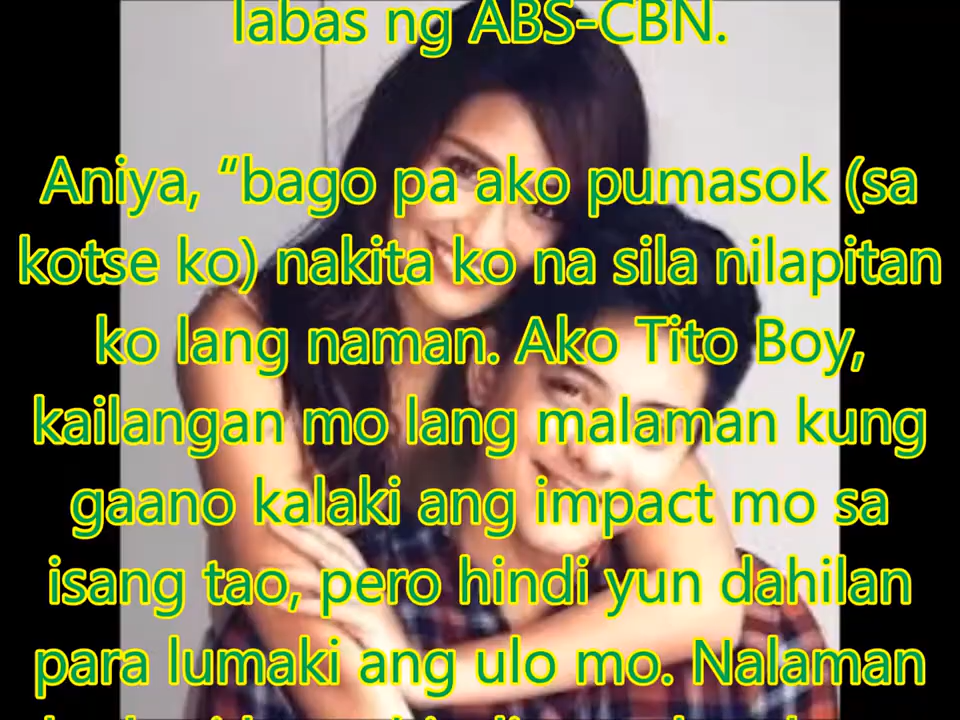 labas ng ABS-CBN.
Aniya, “bago pa ako pumasok (sa
kotse ko) nakita ko na sila nilapitan
ko lang naman. Ako Tito Boy,
kailangan mo lang malaman kung
gaano kalaki ang impact mo sa
isang tao, pero hindi yun dahilan
para lumaki ang ulo mo. Nalaman